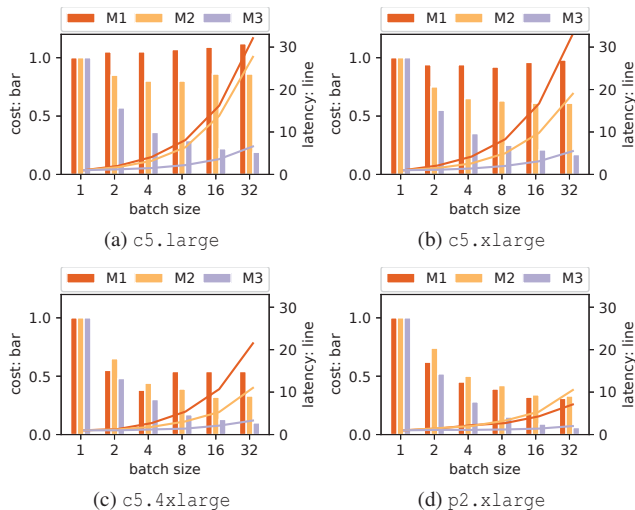 M1 M2 M3 M1 M2 M3
1.0 30 1.0 30
20 20
0.5 0.5
10 10
0.0 0 0.0 0
cost: bar latency: line cost: bar latency: line
1 2 4 8 16 32 1 2 4 8 16 32
batch size batch size
(a) c5.large (b) c5.xlarge
M1 M2 M3 M1 M2 M3
1.0 30 1.0 30
20 20
0.5 0.5
10 10
0.0 0 0.0 0
cost: bar latency: line cost: bar latency: line
1 2 4 8 16 32 1 2 4 8 16 32
batch size batch size
(c) c5.4xlarge (d) p2.xlarge